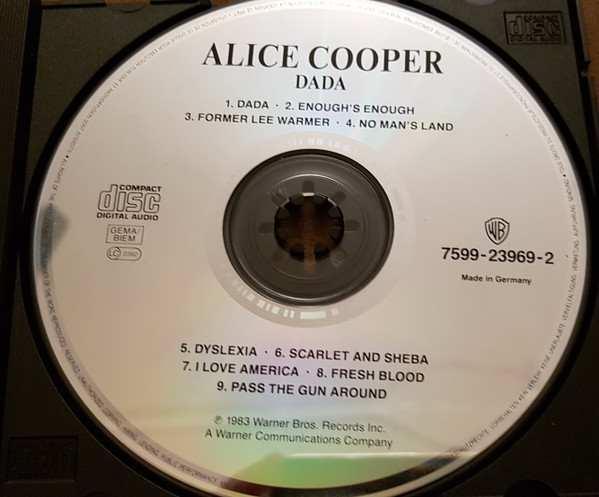 ALICE COOPER
DADA
1. DADA · 2. ENOUGH'S ENOUGH
3. FORMER LEE WARMER · 4. NO MAN'S LAND
COMPACT
disc
DIGITAL AUDIO
GEMA/
BIEM
LC
WB
7599-23969-2
Made in Germany
5. DYSLEXIA · 6. SCARLET AND SHEBA
7. I LOVE AMERICA · 8. FRESH BLOOD
9. PASS THE GUN AROUND
℗ 1983 Warner Bros. Records Inc.
A Warner Communications Company